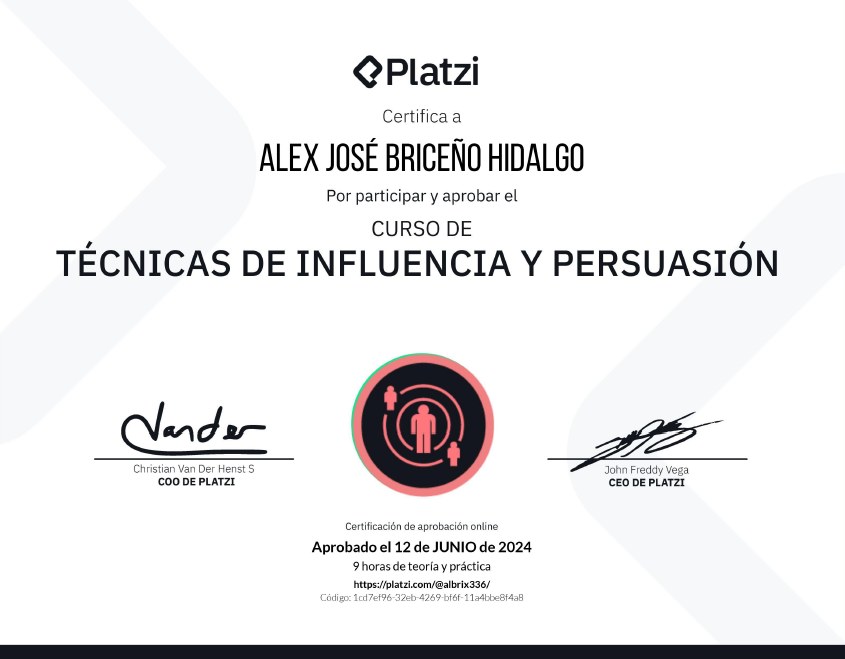 Platzi
Certifica a
ALEX JOSÉ BRICEÑO HIDALGO
Por participar y aprobar el
CURSO DE
TÉCNICAS DE INFLUENCIA Y PERSUASIÓN
Vander
Christian Van Der Henst S
COO DE PLATZI
John Freddy Vega
CEO DE PLATZI
Certificación de aprobación online
Aprobado el 12 de JUNIO de 2024
9 horas de teoría y práctica
https://platzi.com/@albrix336/
Código: 1cd7ef96-32eb-4269-bf6f-11a4bbe8f4a8